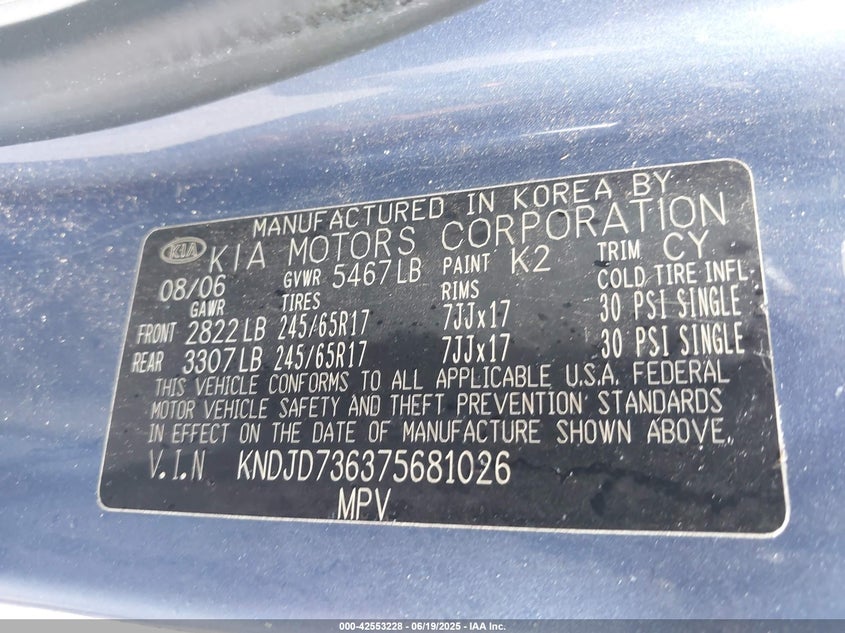 MANUFACTURED IN KOREA BY
KIA KIA MOTORS CORPORATION
08/06 GVWR 5467LB PAINT K2 TRIM CY
GAWR TIRES RIMS COLD TIRE INFL.
FRONT 2822LB 245/65R17 7JJx17 30 PSI SINGLE
REAR 3307LB 245/65R17 7JJx17 30 PSI SINGLE
THIS VEHICLE CONFORMS TO ALL APPLICABLE U.S.A. FEDERAL
MOTOR VEHICLE SAFETY AND THEFT PREVENTION STANDARDS
IN EFFECT ON THE DATE OF MANUFACTURE SHOWN ABOVE.
V.I.N KNDJD736375681026
MPV
000-42553228 - 06/19/2025 - IAA Inc.